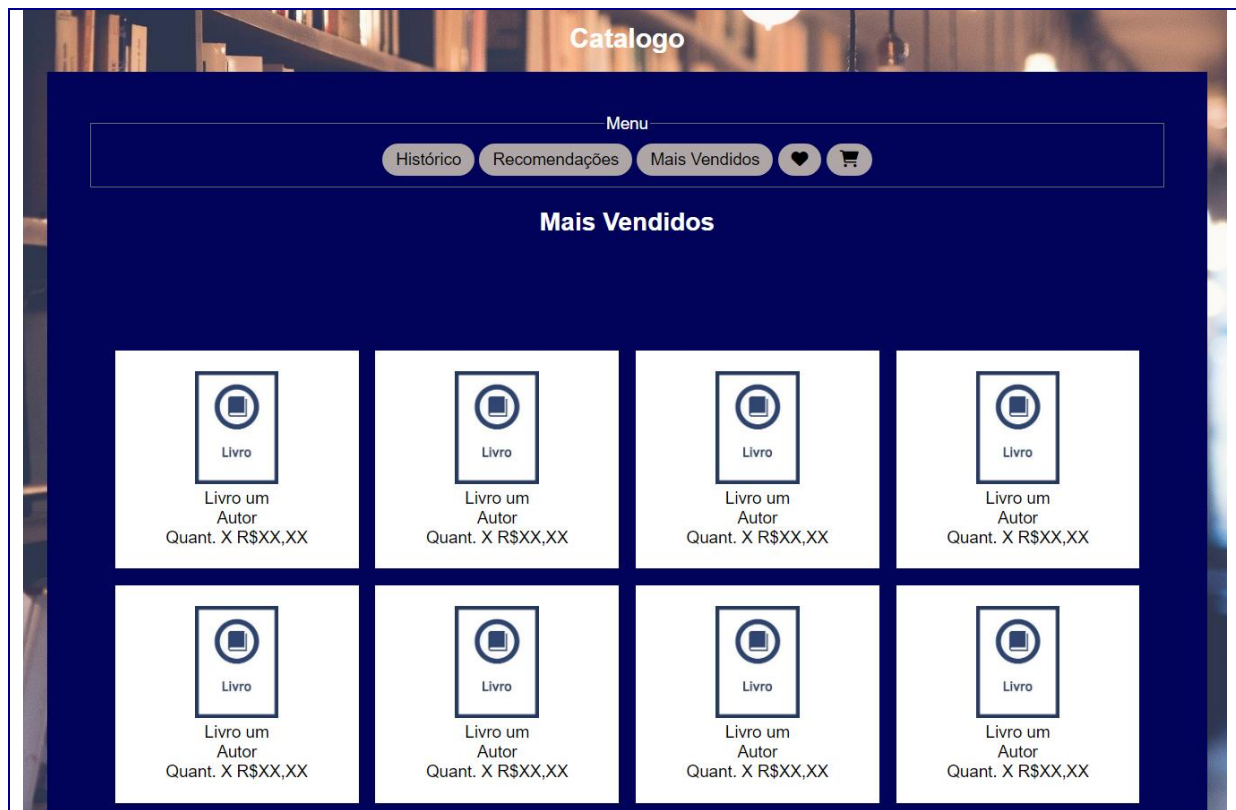 Catalogo
Menu
Histórico Recomendações Mais Vendidos
Mais Vendidos
Livro Livro Livro Livro
Livro um Livro um Livro um Livro um
Autor Autor Autor Autor
Quant. X R$XX,XX Quant. X R$XX,XX Quant. X R$XX,XX Quant. X R$XX,XX
Livro Livro Livro Livro
Livro um Livro um Livro um Livro um
Autor Autor Autor Autor
Quant. X R$XX,XX Quant. X R$XX,XX Quant. X R$XX,XX Quant. X R$XX,XX